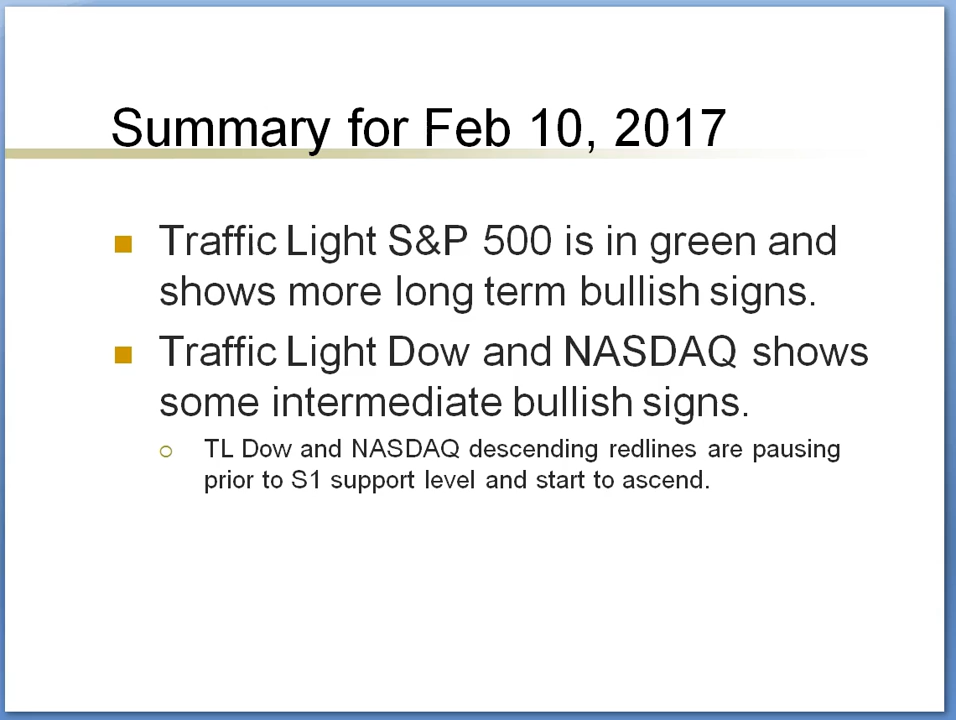 Summary for Feb 10, 2017
Traffic Light S&P 500 is in green and
shows more long term bullish signs.
Traffic Light Dow and NASDAQ shows
some intermediate bullish signs.
TL Dow and NASDAQ descending redlines are pausing
prior to S1 support level and start to ascend.